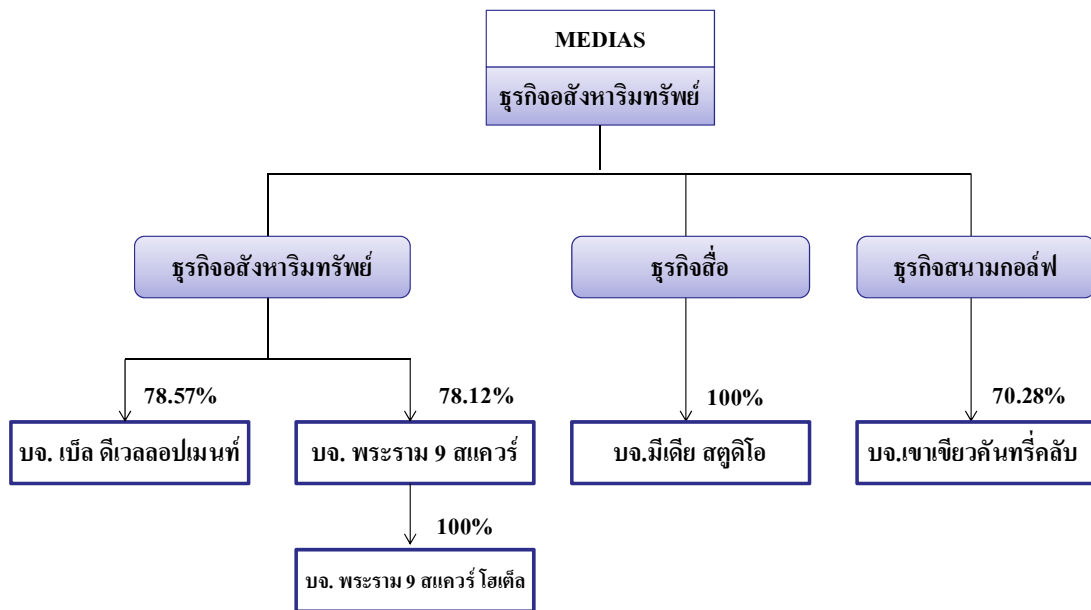 MEDIAS
ธุรกิจอสังหาริมทรัพย์
ธุรกิจอสังหาริมทรัพย์
ธุรกิจสื่อ
ธุรกิจสนามกอล์ฟ
78.57%
78.12%
100%
70.28%
บจ. เบ็ล ดีเวลลอปเมนท์
บจ. พระราม 9 สแควร์
บจ.มีเดีย สตูดิโอ
บจ.เขาเขียวคันทรี่คลับ
100%
บจ. พระราม 9 สแควร์ โฮเต็ล